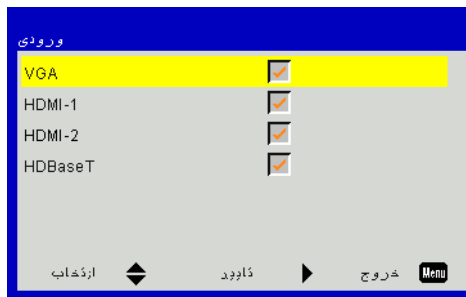 ورودی
VGA
HDMI-1
HDMI-2
HDBaseT
Menu خروج تایید انتخاب